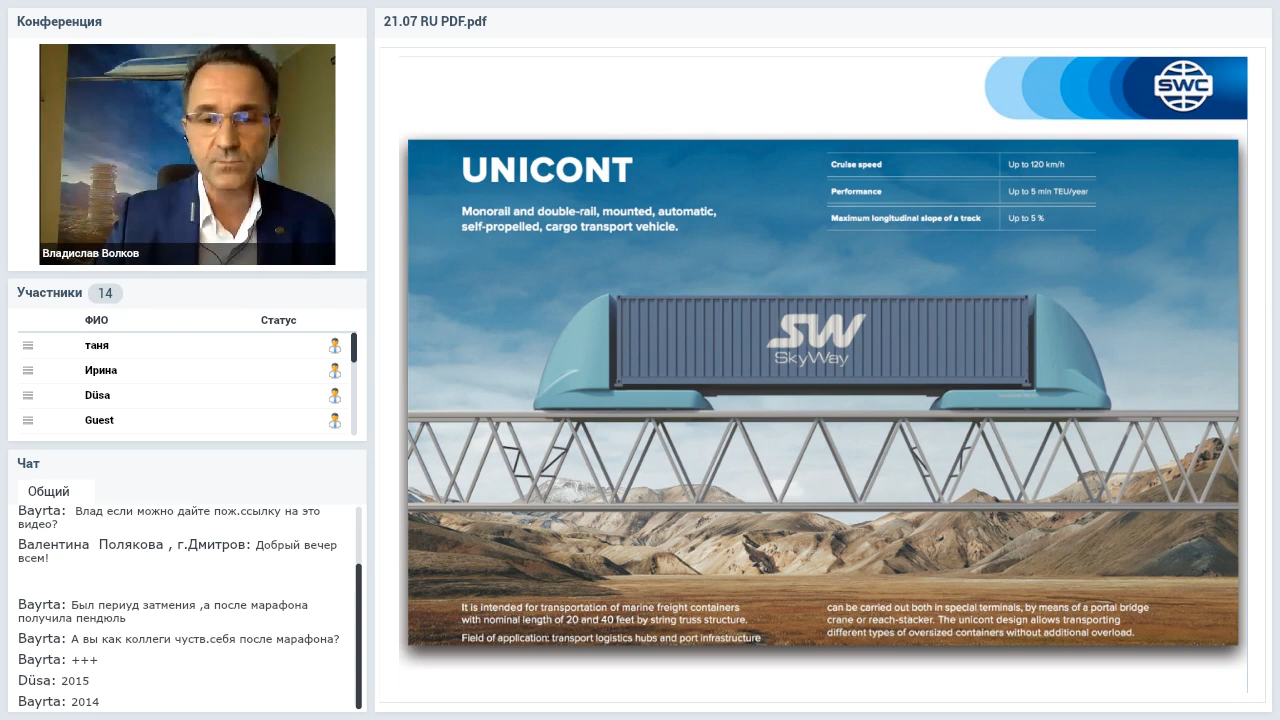 Конференция
Владислав Волков
Участники 14
ФИО Статус
таня
Ирина
Düsa
Guest
Чат
Общий
Bayrta: Влад если можно дайте пож.ссылку на это
видео?
Валентина Полякова , г.Дмитров: Добрый вечер
всем!
Bayrta: Был периуд затмения ,а после марафона
получила пендюль
Bayrta: А вы как коллеги чуств.себя после марафона?
Bayrta: +++
Düsa: 2015
Bayrta: 2014
21.07 RU PDF.pdf
SWC
UNICONT
Monorail and double-rail, mounted, automatic,
self-propelled, cargo transport vehicle.
Cruise speed Up to 120 km/h
Performance Up to 5 mln TEU/year
Maximum longitudinal slope of a track Up to 5 %
SW
SkyWay
It is intended for transportation of marine freight containers
with nominal length of 20 and 40 feet by string truss structure.
Field of application: transport logistics hubs and port infrastructure
can be carried out both in special terminals, by means of a portal bridge
crane or reach-stacker. The unicont design allows transporting
different types of oversized containers without additional overload.